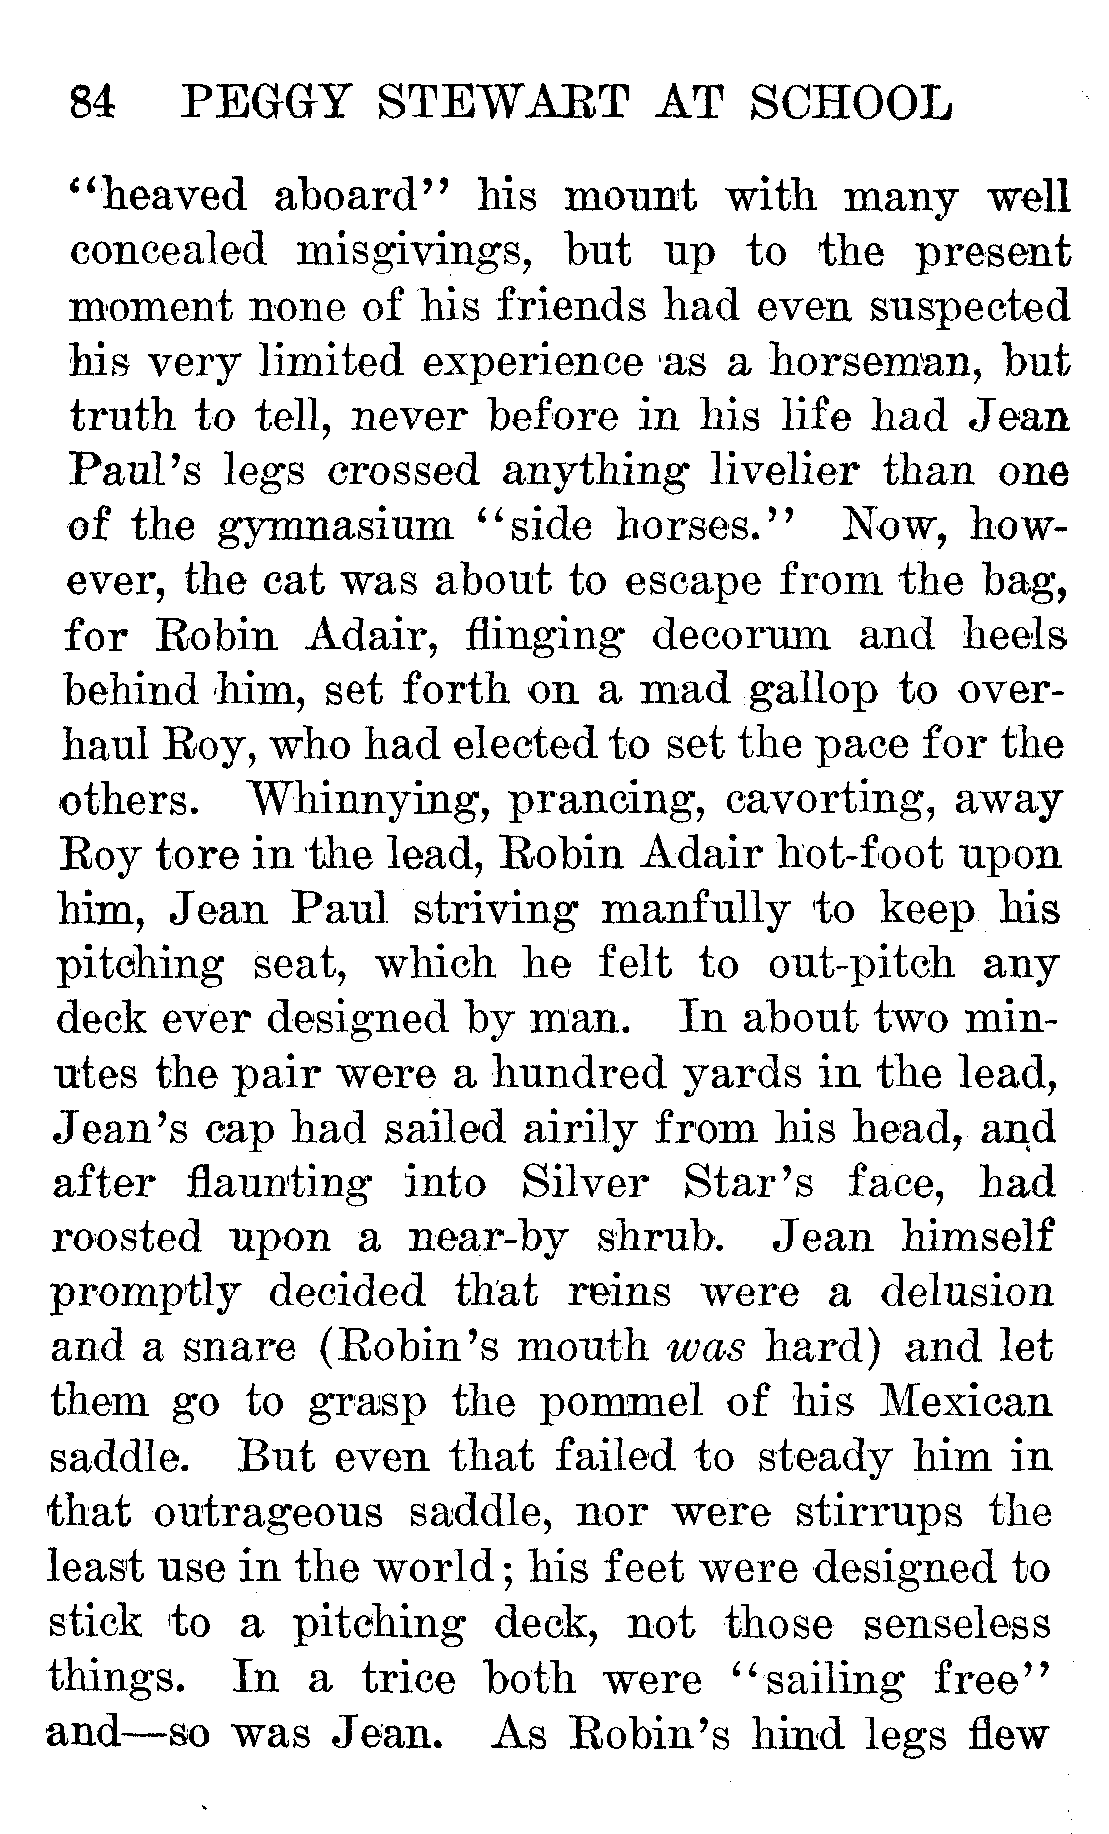 84 PEGGY STEWART AT SCHOOL
"heaved aboard" his mount with many well
concealed misgivings, but up to the present
moment none of his friends had even suspected
his very limited experience as a horseman, but
truth to tell, never before in his life had Jean
Paul's legs crossed anything livelier than one
of the gymnasium "side horses." Now, how-
ever, the cat was about to escape from the bag,
for Robin Adair, flinging decorum and heels
behind him, set forth on a mad gallop to over-
haul Roy, who had elected to set the pace for the
others. Whinnying, prancing, cavorting, away
Roy tore in the lead, Robin Adair hot-foot upon
him, Jean Paul striving manfully to keep his
pitching seat, which he felt to out-pitch any
deck ever designed by man. In about two min-
utes the pair were a hundred yards in the lead,
Jean's cap had sailed airily from his head, and
after flaunting into Silver Star's face, had
roosted upon a near-by shrub. Jean himself
promptly decided that reins were a delusion
and a snare (Robin's mouth was hard) and let
them go to grasp the pommel of his Mexican
saddle. But even that failed to steady him in
that outrageous saddle, nor were stirrups the
least use in the world; his feet were designed to
stick to a pitching deck, not those senseless
things. In a trice both were "sailing free"
and—so was Jean. As Robin's hind legs flew